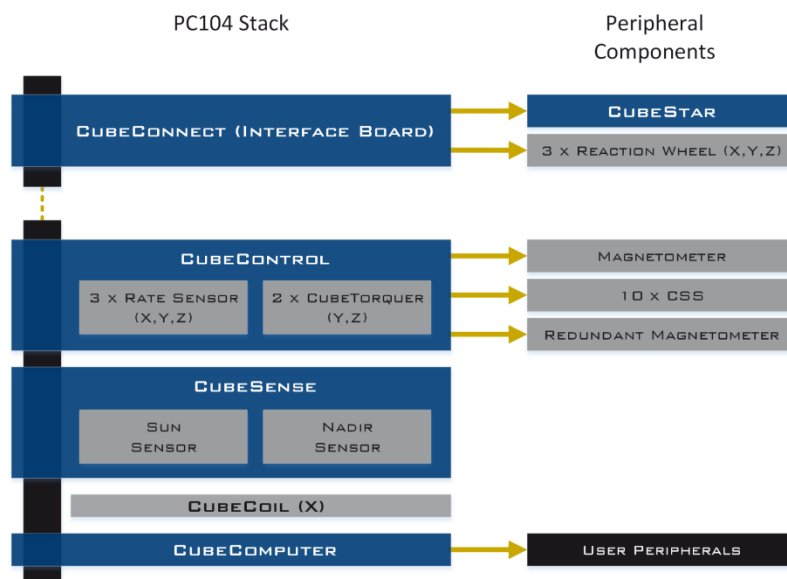 PC104 Stack
Peripheral
Components
CubeConnect (Interface Board)
CubeStar
3 x Reaction Wheel (X,Y,Z)
CubeControl
3 x Rate Sensor
(X,Y,Z)
2 x CubeTorquer
(Y,Z)
Magnetometer
10 x CSS
Redundant Magnetometer
CubeSense
Sun
Sensor
Nadir
Sensor
CubeCoil (X)
CubeComputer
User Peripherals